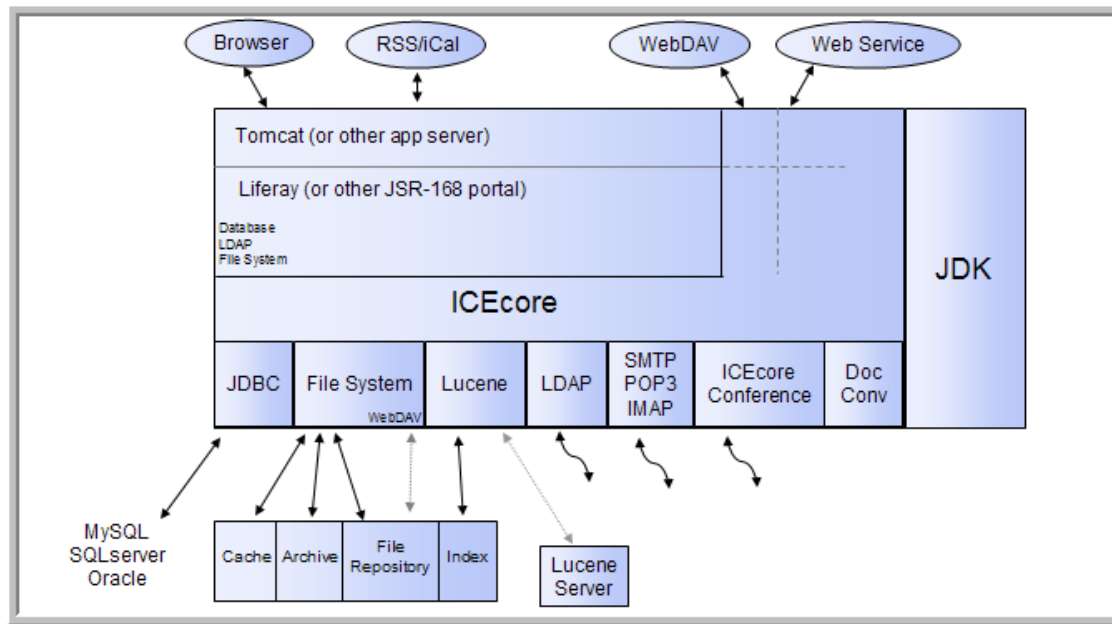 Browser
RSS/iCal
WebDAV
Web Service
Tomcat (or other app server)
Liferay (or other JSR-168 portal)
Database
LDAP
File System
ICEcore
JDK
JDBC
File System
WebDAV
Lucene
LDAP
SMTP
POP3
IMAP
ICEcore
Conference
Doc
Conv
MySQL
SQLserver
Oracle
Cache
Archive
File
Repository
Index
Lucene
Server